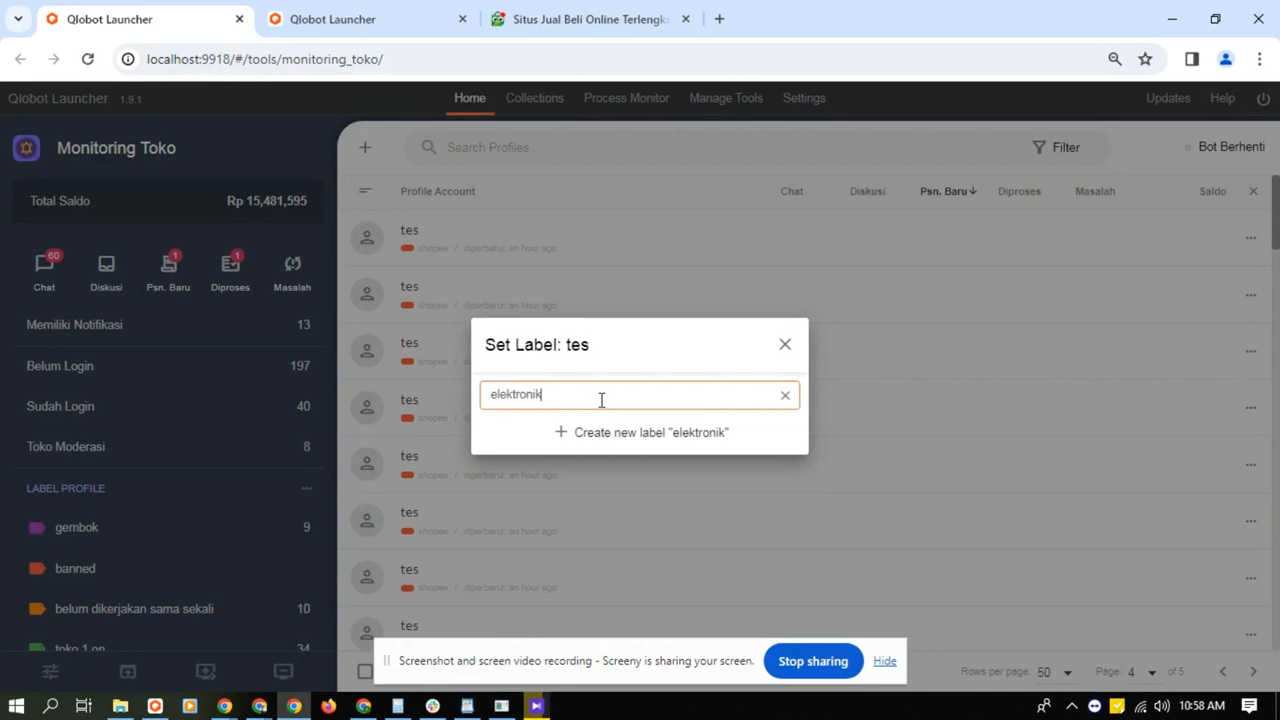 Qlobot Launcher
Qlobot Launcher
Situs Jual Beli Online Terlengka
localhost:9918/#/tools/monitoring_toko/
Qlobot Launcher 1.9.1
Home Collections Process Monitor Manage Tools Settings
Updates Help
Monitoring Toko
Search Profiles...
Filter
Bot Berhenti
Total Saldo Rp 15,481,595
Profile Account Chat Diskusi Psn. Baru Diproses Masalah Saldo
60 1 1
Chat Diskusi Psn. Baru Diproses Masalah
Memiliki Notifikasi 13
Belum Login 197
Sudah Login 40
Toko Moderasi 8
LABEL PROFILE
gembok 9
banned
belum dikerjakan sama sekali 10
toko 1 on 34
tes
shopee / diperbarui: an hour ago
tes
shopee / diperbarui: an hour ago
tes
shopee
tes
shopee
tes
shopee / diperbarui: an hour ago
tes
shopee / diperbarui: an hour ago
tes
shopee / diperbarui: an hour ago
tes
Set Label: tes
elektronik
Create new label "elektronik"
Screenshot and screen video recording - Screeny is sharing your screen.
Stop sharing
Hide
Rows per page: 50
Page: 4 of 5
10:58 AM